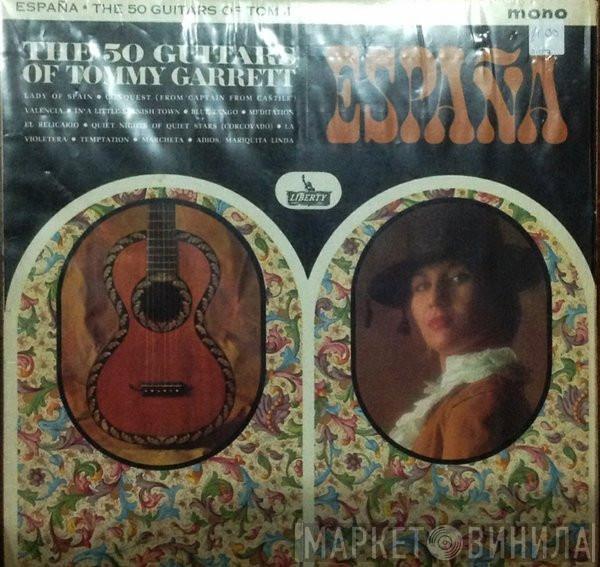 ESPAÑA • THE 50 GUITARS OF TOM
mono
THE 50 GUITARS
OF TOMMY GARRETT
ESPAÑA
LADY OF SPAIN • CONQUEST (FROM CAPTAIN FROM CASTILE)
VALENCIA • IN A LITTLE SPANISH TOWN • BLUE TANGO • MEDITATION
EL RELICARIO • QUIET NIGHTS OF QUIET STARS (CORCOVADO) • LA
VIOLETERA • TEMPTATION • MARCHETA • ADIOS, MARIQUITA LINDA
LIBERTY
МАРКЕТ ВИНИЛА